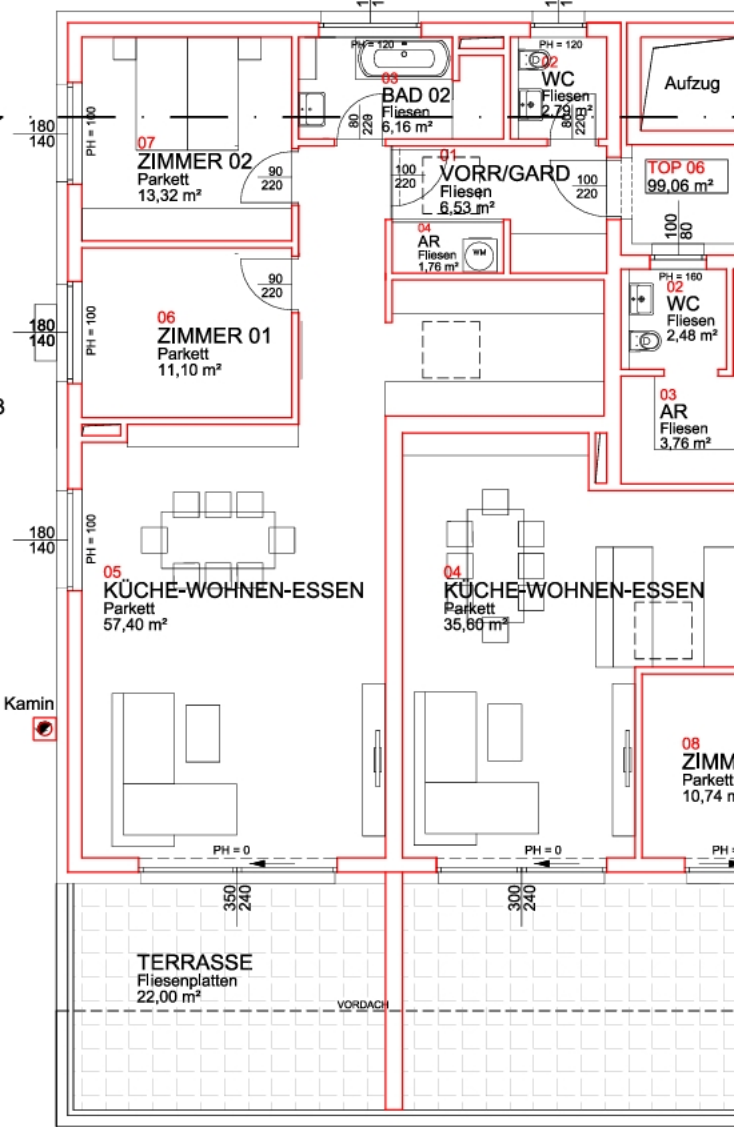 PH = 120
PH = 120
180
140
PH = 100
07
ZIMMER 02
Parkett
13,32 m²
90
220
03
BAD 02
Fliesen
6,16 m²
80
220
02
WC
Fliesen
2,79 m²
80
220
Aufzug
01
VORR/GARD
Fliesen
6,53 m²
100
220
100
220
TOP 06
99,06 m²
100
80
04
AR
Fliesen
1,76 m²
WM
90
220
180
140
PH = 100
06
ZIMMER 01
Parkett
11,10 m²
PH = 160
02
WC
Fliesen
2,48 m²
03
AR
Fliesen
3,76 m²
180
140
PH = 100
05
KÜCHE-WOHNEN-ESSEN
Parkett
57,40 m²
04
KÜCHE-WOHNEN-ESSEN
Parkett
35,60 m²
Kamin
08
ZIMM
Parkett
10,74 m
PH = 0
PH = 0
PH =
350
240
300
240
TERRASSE
Fliesenplatten
22,00 m²
VORDACH